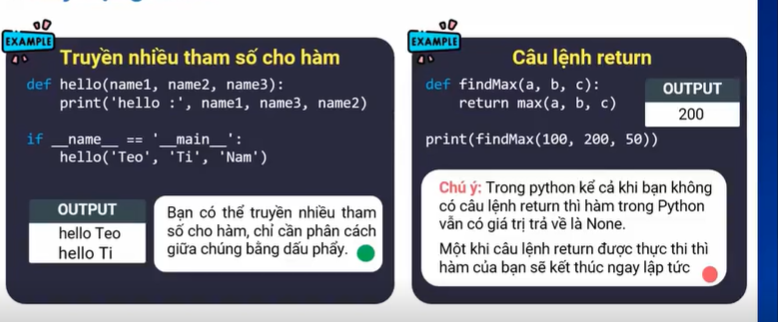 EXAMPLE
Truyền nhiều tham số cho hàm
def hello(name1, name2, name3):
print('hello :', name1, name3, name2)
if __name__ == '__main__':
hello('Teo', 'Ti', 'Nam')
OUTPUT
hello Teo
hello Ti
Bạn có thể truyền nhiều tham
số cho hàm, chỉ cần phân cách
giữa chúng bằng dấu phẩy.
EXAMPLE
Câu lệnh return
def findMax(a, b, c):
return max(a, b, c)
print(findMax(100, 200, 50))
OUTPUT
200
Chú ý: Trong python kể cả khi bạn không
có câu lệnh return thì hàm trong Python
vẫn có giá trị trả về là None.
Một khi câu lệnh return được thực thi thì
hàm của bạn sẽ kết thúc ngay lập tức